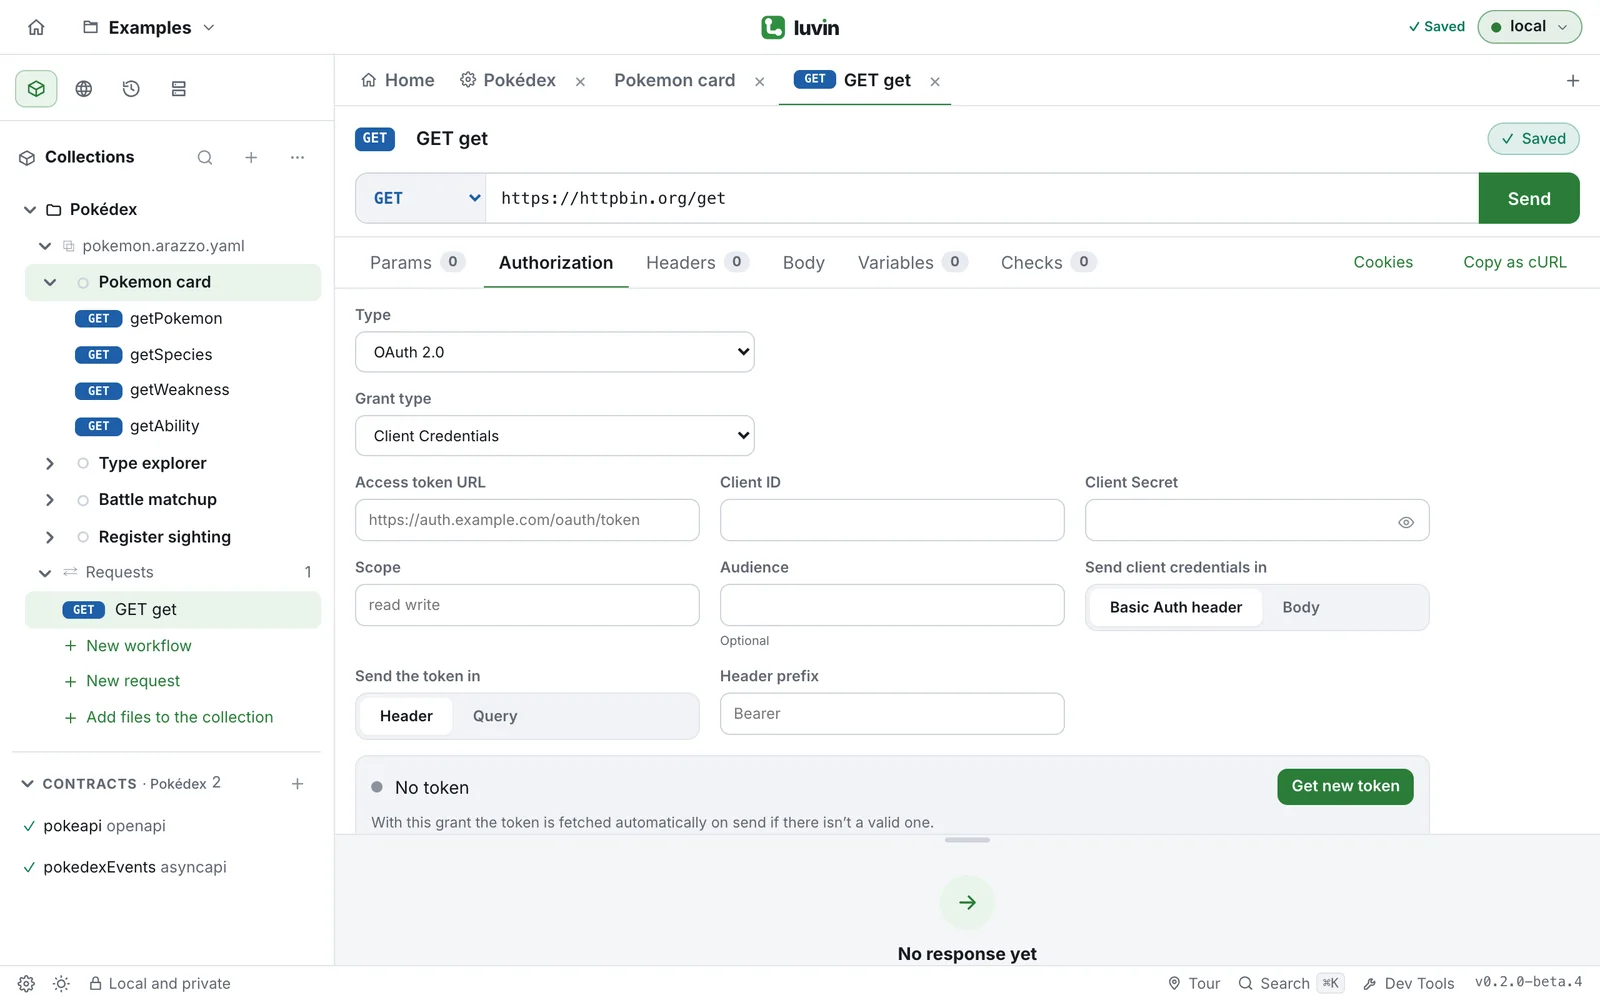 Examples
luvin
Saved
local
Home
Pokédex
Pokemon card
GET GET get
Collections
GET GET get
Saved
GET https://httpbin.org/get Send
Pokédex
pokemon.arazzo.yaml
Pokemon card
GET getPokemon
GET getSpecies
GET getWeakness
GET getAbility
Type explorer
Battle matchup
Register sighting
Requests 1
GET GET get
+ New workflow
+ New request
+ Add files to the collection
CONTRACTS · Pokédex 2
pokeapi openapi
pokedexEvents asyncapi
Params 0 Authorization Headers 0 Body Variables 0 Checks 0 Cookies Copy as cURL
Type
OAuth 2.0
Grant type
Client Credentials
Access token URL Client ID Client Secret
https://auth.example.com/oauth/token
Scope Audience Send client credentials in
read write Basic Auth header Body
Optional
Send the token in Header prefix
Header Query Bearer
No token Get new token
With this grant the token is fetched automatically on send if there isn't a valid one.
No response yet
Local and private
Tour Search ⌘K Dev Tools v0.2.0-beta.4